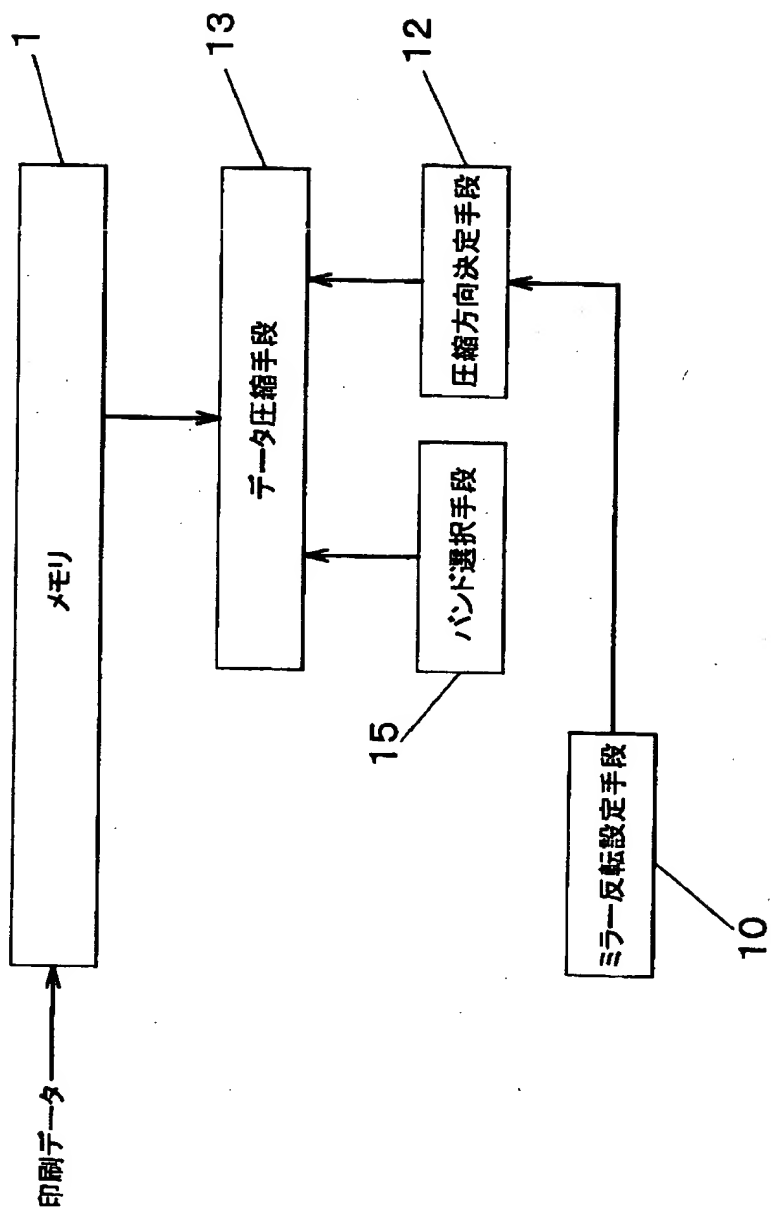 印刷データ
メモリ
1
データ圧縮手段
13
バンド選択手段
15
圧縮方向決定手段
12
ミラー反転設定手段
10